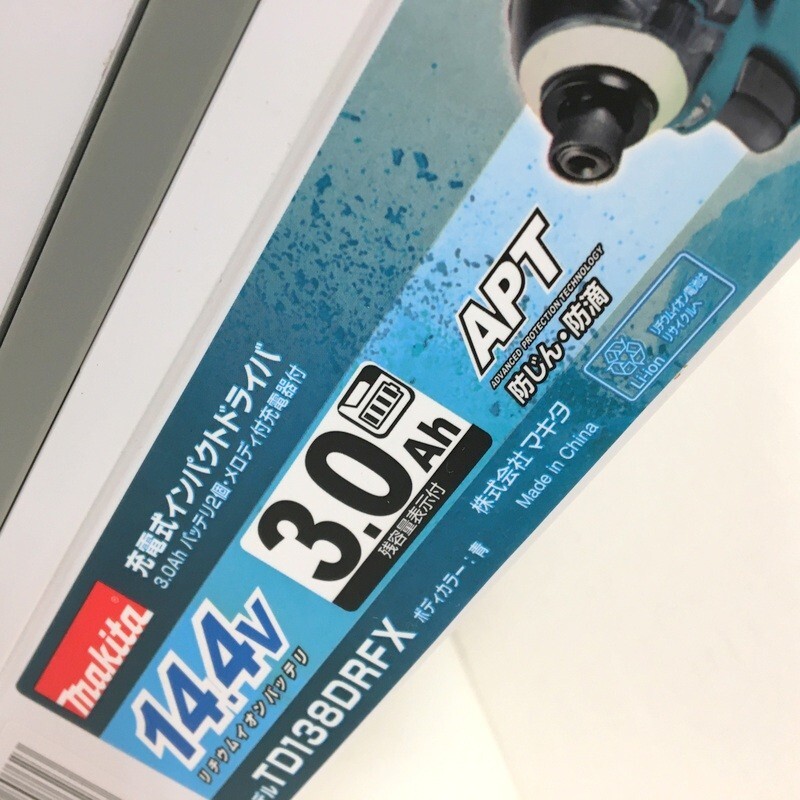 makita
充電式インパクトドライバ
3.0Ahバッテリ2個・メロディ付充電器付
14.4V
リチウムイオンバッテリ
3.0Ah
残容量表示付
APT
ADVANCED PROTECTION TECHNOLOGY
防じん・防滴
デル TD138DRFX
ボディカラー:青
株式会社マキタ
Made in China
Li-ion
リチウムイオン電池は
リサイクルへ